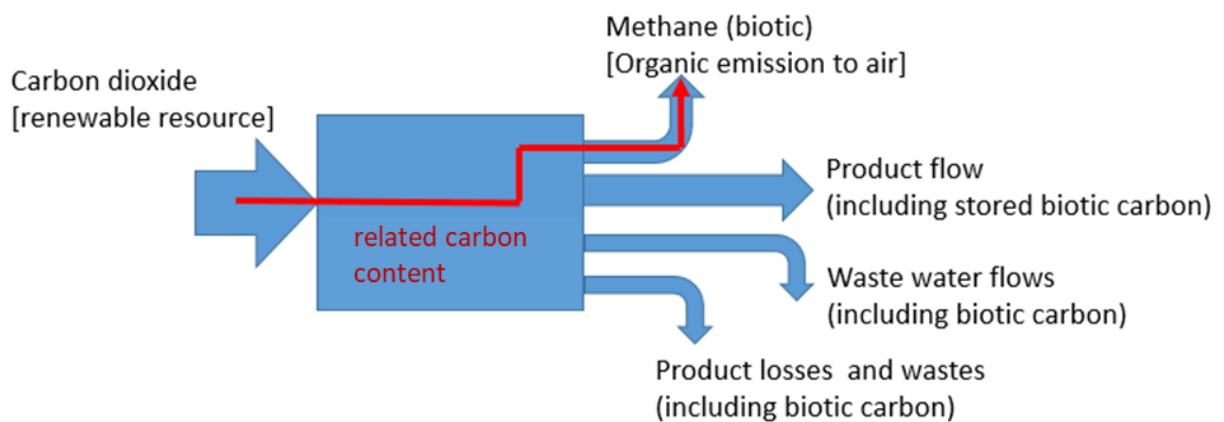 Methane (biotic)
[Organic emission to air]
Carbon dioxide
[renewable resource]
Product flow
(including stored biotic carbon)
related carbon
content
Waste water flows
(including biotic carbon)
Product losses  and wastes
(including biotic carbon)